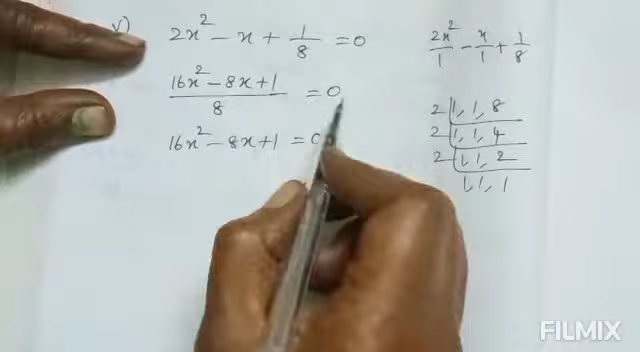 v) 2x² - x + 1/8 = 0
16x² - 8x + 1 / 8 = 0
16x² - 8x + 1 = 0
2x²/1 - x/1 + 1/8
2 | 1, 1, 8
2 | 1, 1, 4
2 | 1, 1, 2
1, 1, 1
FILMIX